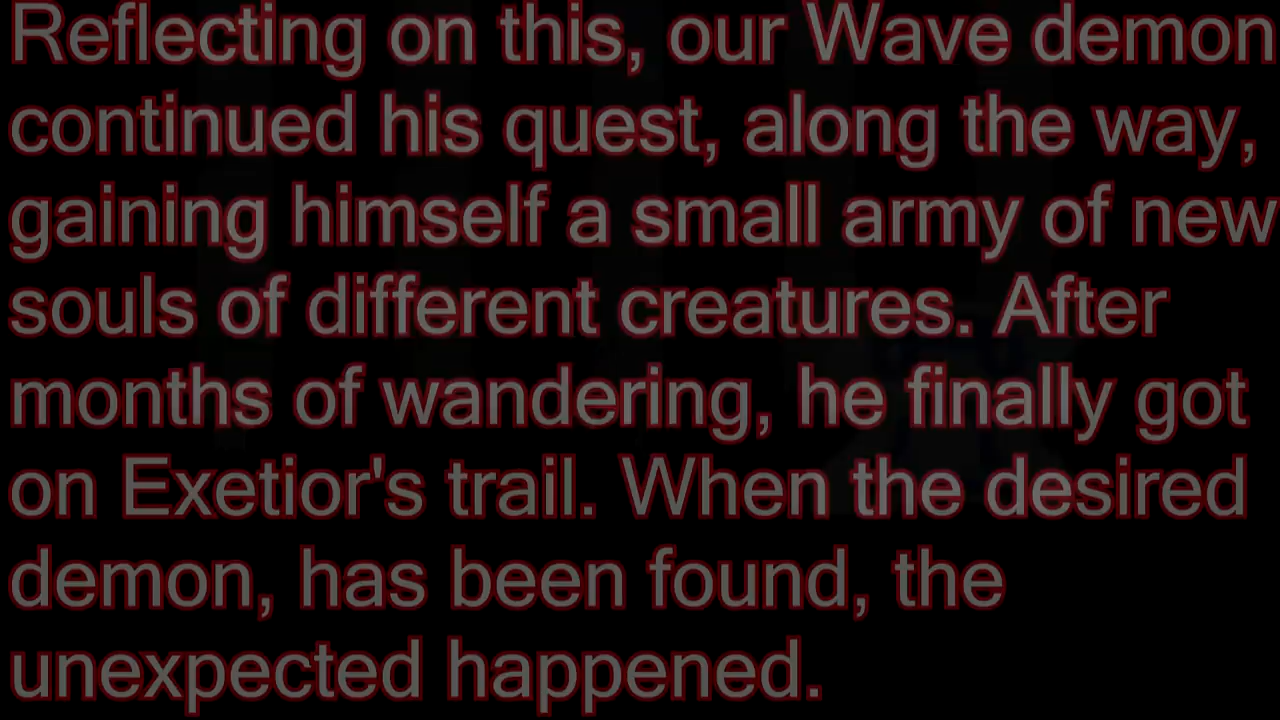 Reflecting on this, our Wave demon
continued his quest, along the way,
gaining himself a small army of new
souls of different creatures. After
months of wandering, he finally got
on Exetior's trail. When the desired
demon, has been found, the
unexpected happened.